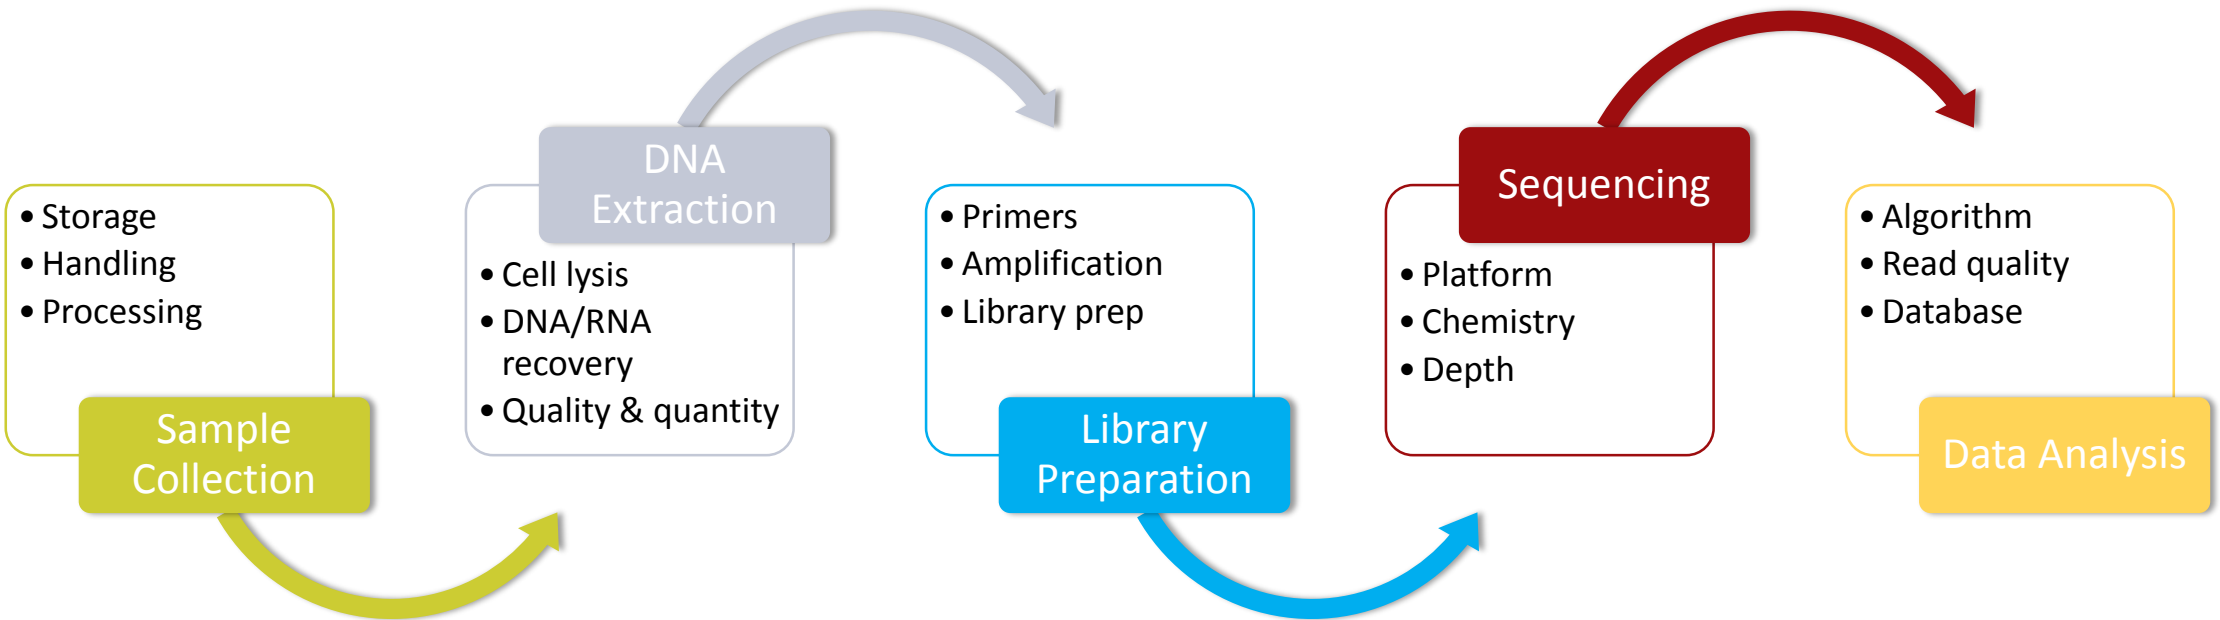 • Storage
• Handling
• Processing
Sample
Collection
DNA
Extraction
• Cell lysis
• DNA/RNA
recovery
• Quality & quantity
• Primers
• Amplification
• Library prep
Library
Preparation
Sequencing
• Platform
• Chemistry
• Depth
• Algorithm
• Read quality
• Database
Data Analysis